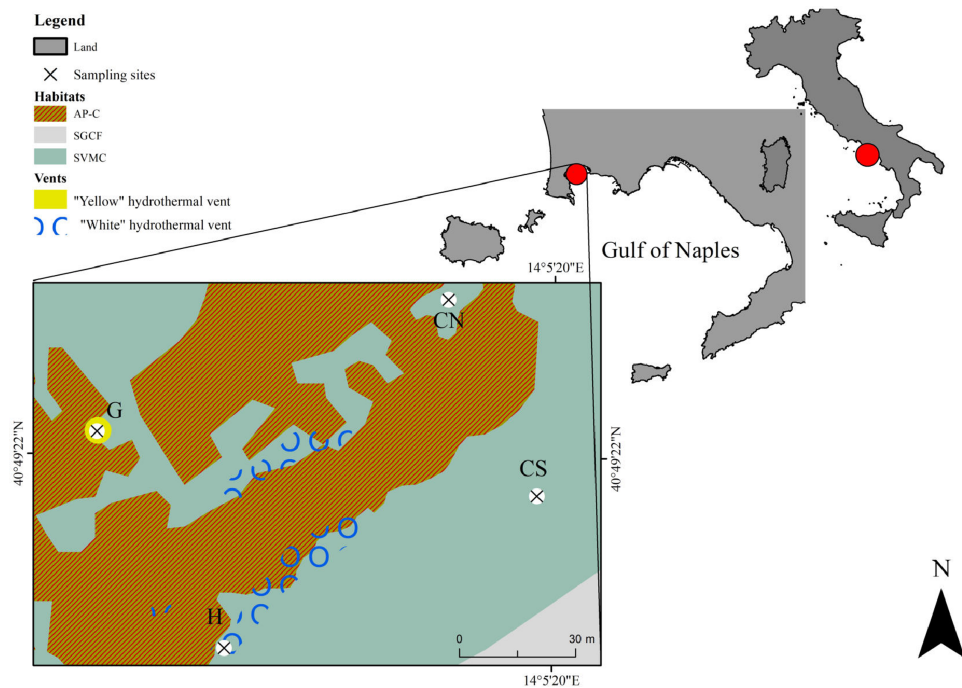 Legend
Land
Sampling sites
Habitats
AP-C
SGCF
SVMC
Vents
"Yellow" hydrothermal vent
"White" hydrothermal vent
Gulf of Naples
14°5'20"E
CN
G
40°49'22"N
40°49'22"N
CS
H
0 30 m
14°5'20"E
N